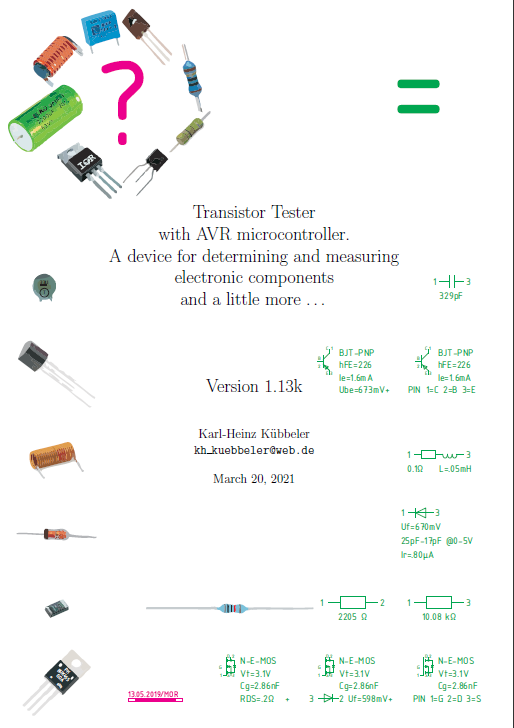 IOR
Transistor Tester
with AVR microcontroller.
A device for determining and measuring
electronic components
and a little more . . .
1 3
329pF
BJT-PNP
hFE=226
Ie=1.6mA
Ube=673mV+
BJT-PNP
hFE=226
Ie=1.6mA
PIN 1=C 2=B 3=E
Version 1.13k
Karl-Heinz Kübbeler
kh_kuebbeler@web.de
March 20, 2021
1 3
0.1Ω L=.05mH
1 3
Uf=670mV
25pF-17pF @0-5V
Ir=.80µA
1 2
2205 Ω
1 3
10.08 kΩ
N-E-MOS
Vt=3.1V
Cg=2.86nF
RDS=.2Ω +
N-E-MOS
Vt=3.1V
Cg=2.86nF
3 2 Uf=598mV+
N-E-MOS
Vt=3.1V
Cg=2.86nF
PIN 1=G 2=D 3=S
13.05.2019/MOR